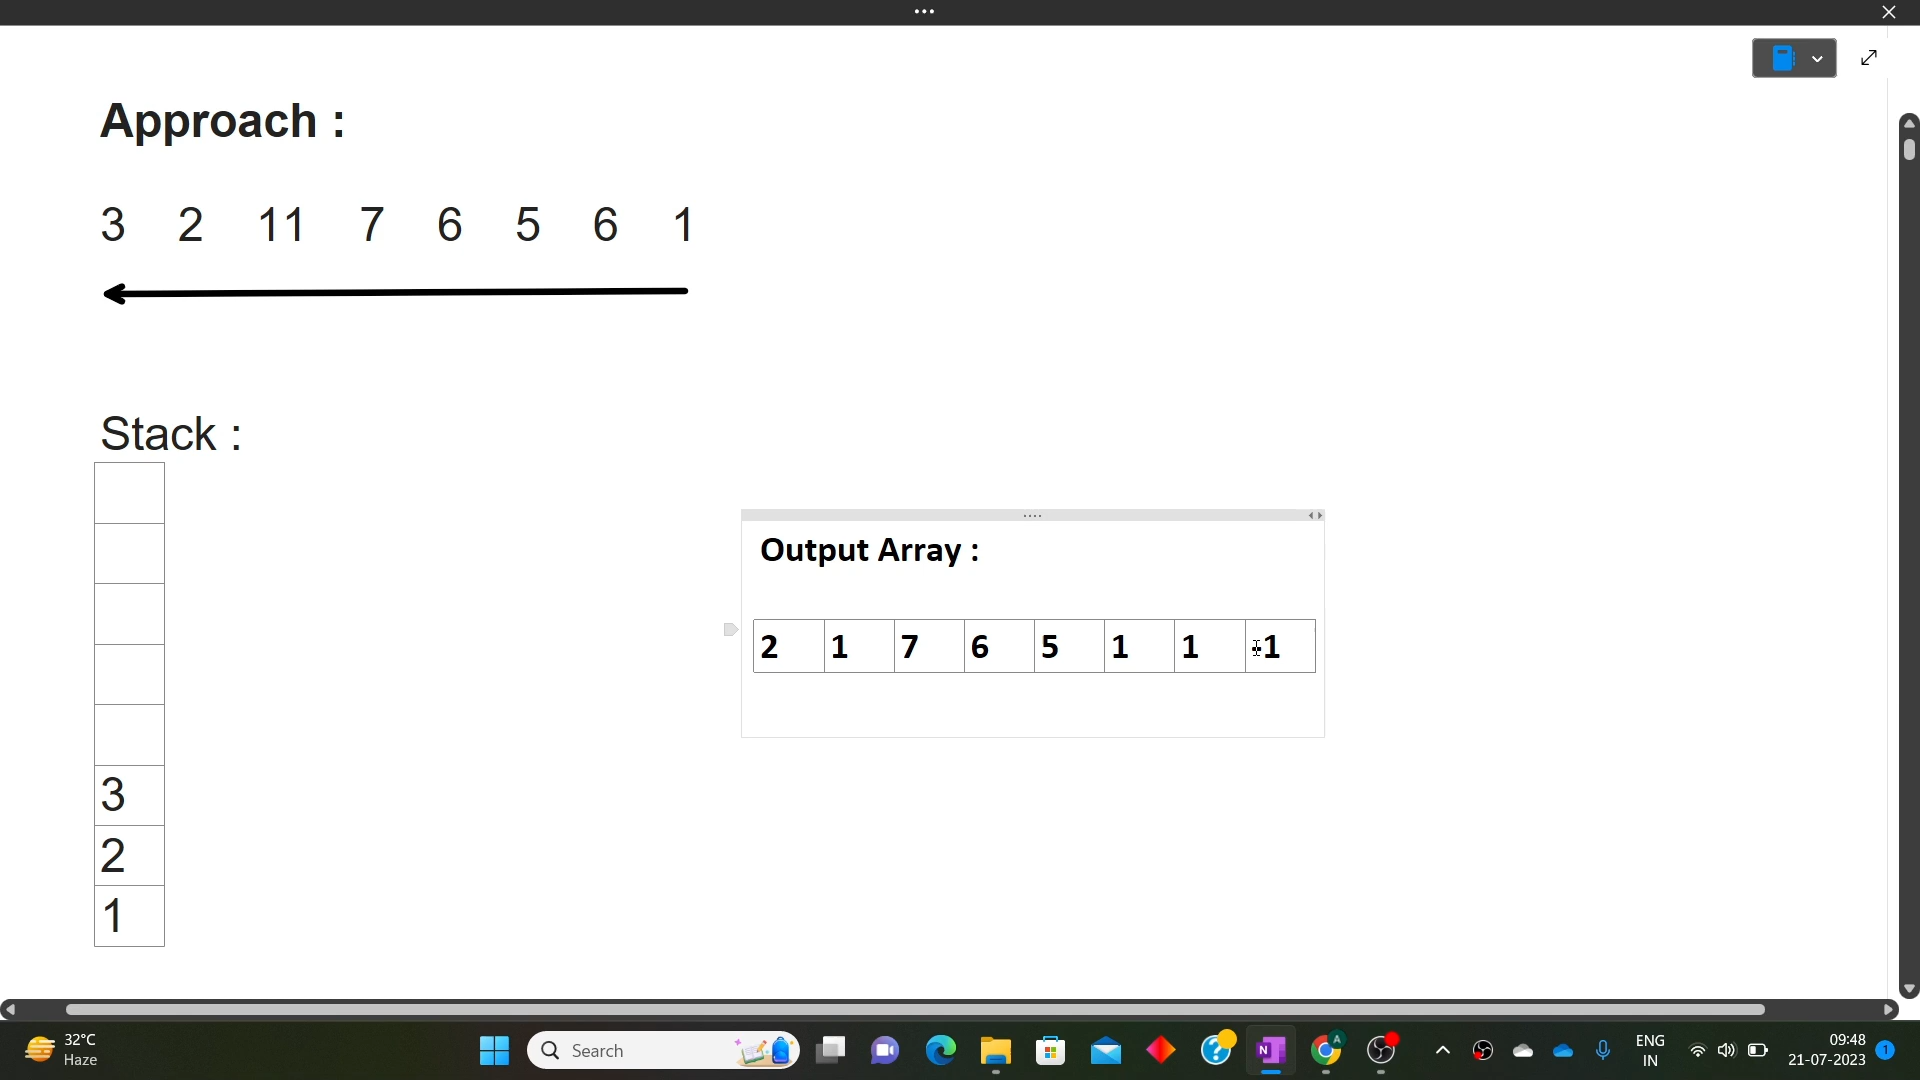 Approach :
3 2 11 7 6 5 6 1
Stack :
3
2
1
Output Array :
2 1 7 6 5 1 1 -1
32°C
Haze
Search
A
ENG
IN
09:48
21-07-2023
1